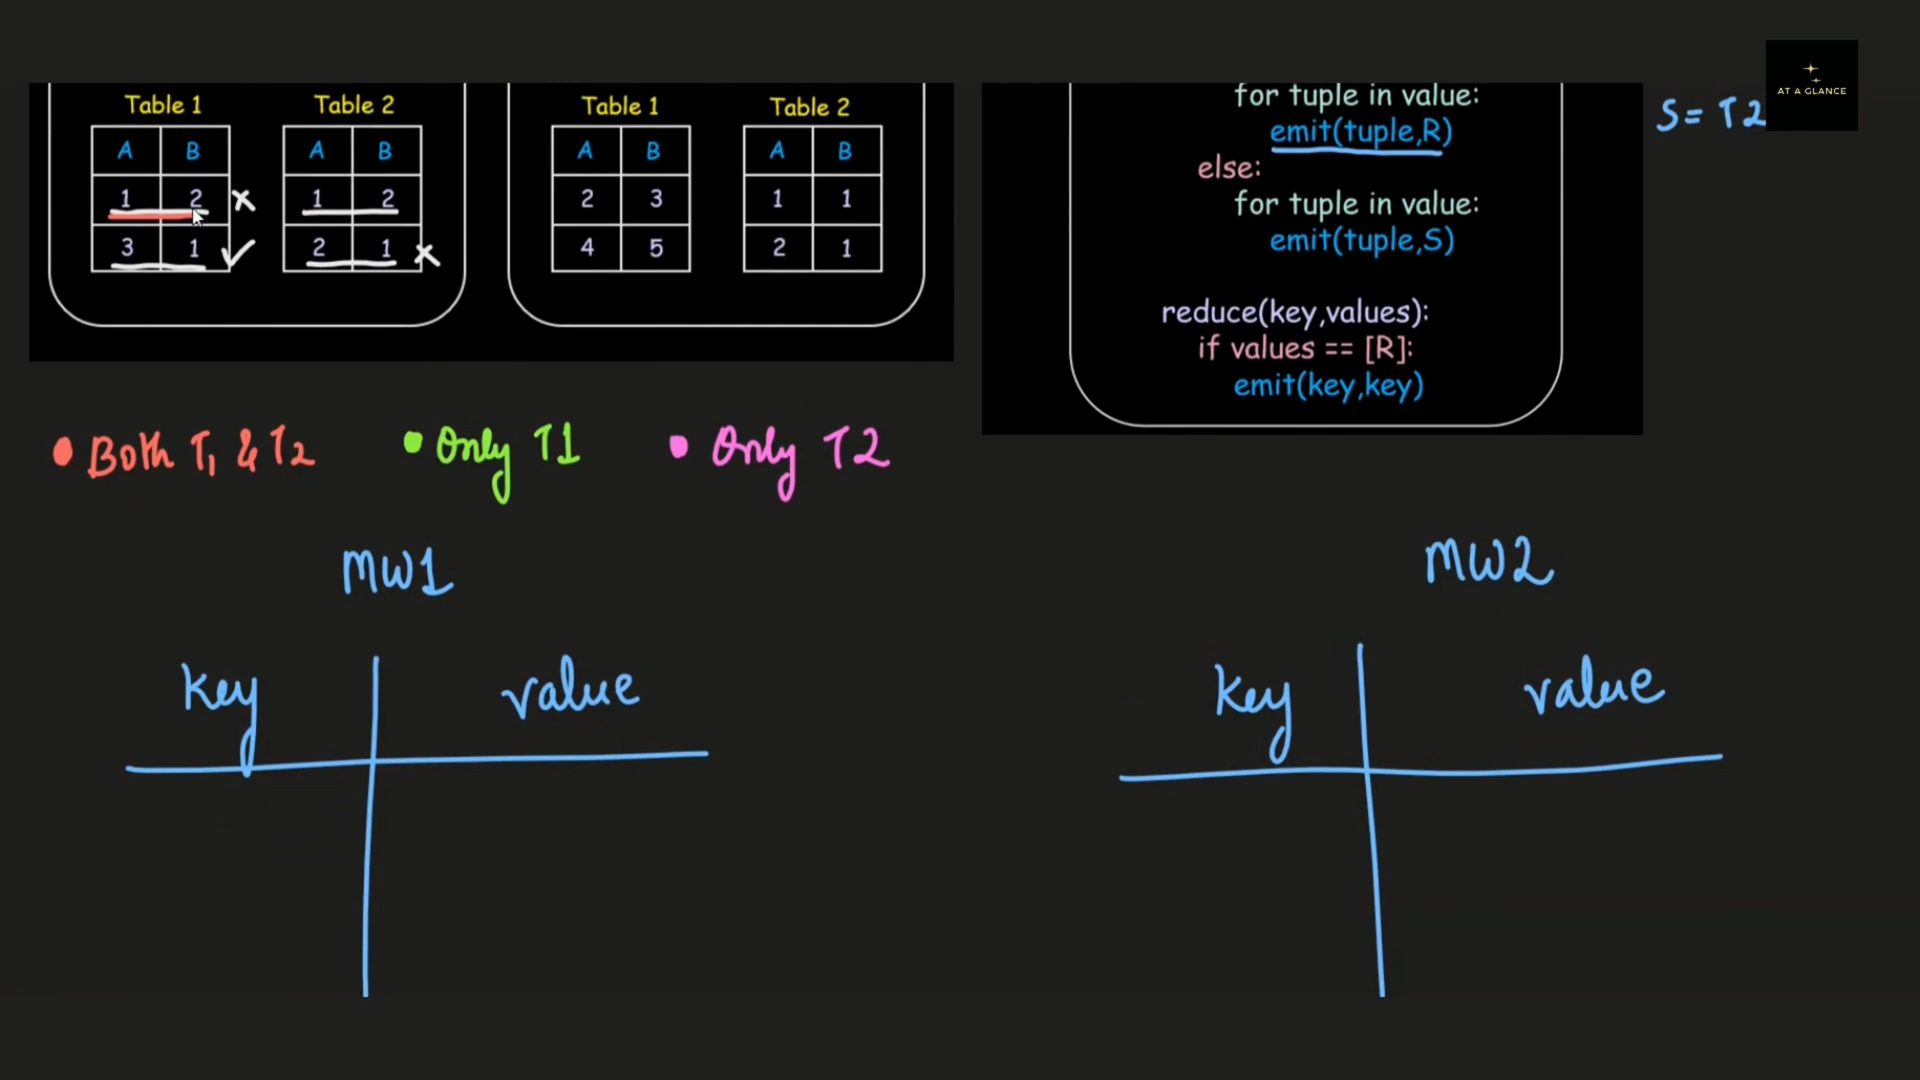 Table 1 Table 2
A B A B
1 2 × 1 2
3 1 ✓ 2 1 ×
Table 1 Table 2
A B A B
2 3 1 1
4 5 2 1
for tuple in value:
emit(tuple,R)
else:
for tuple in value:
emit(tuple,S)
reduce(key,values):
if values == [R]:
emit(key,key)
S = T2
AT A GLANCE
• Both T1 & T2 • Only T1 • Only T2
MW1
key value
MW2
key value